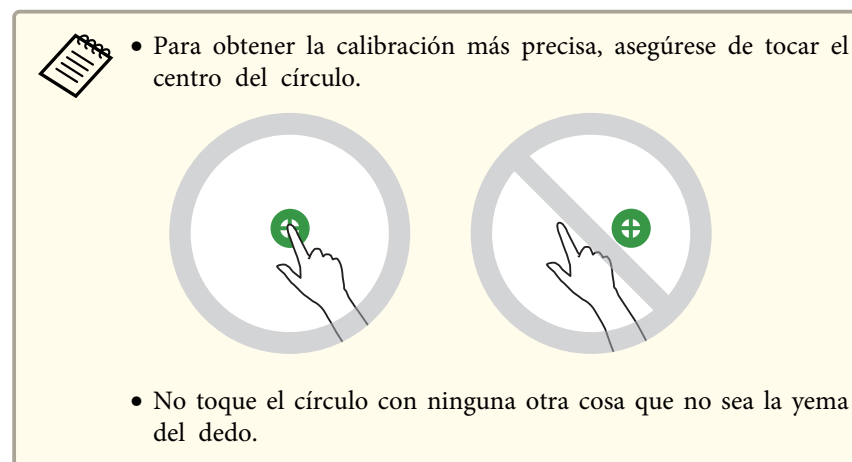 • Para obtener la calibración más precisa, asegúrese de tocar el
centro del círculo.
• No toque el círculo con ninguna otra cosa que no sea la yema
del dedo.